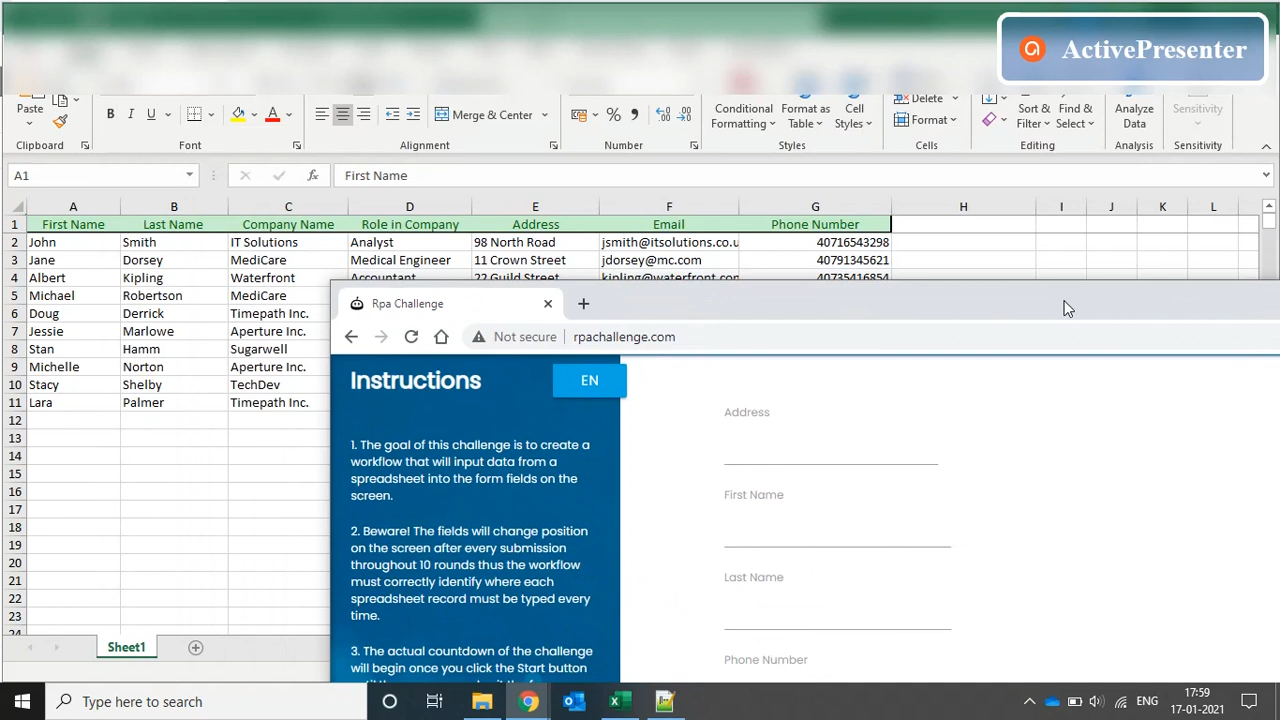 ActivePresenter
Paste
B I U A
Merge & Center
%
Conditional Formatting
Format as Table
Cell Styles
Delete
Format
Sort & Filter
Find & Select
Analyze Data
Sensitivity
Clipboard Font Alignment Number Styles Cells Editing Analysis Sensitivity
A1 fx First Name
A B C D E F G H I J K L
1 First Name Last Name Company Name Role in Company Address Email Phone Number
2 John Smith IT Solutions Analyst 98 North Road jsmith@itsolutions.co.u 40716543298
3 Jane Dorsey MediCare Medical Engineer 11 Crown Street jdorsey@mc.com 40791345621
4 Albert Kipling Waterfront Accountant 22 Guild Street kipling@waterfront.com 40735416854
5 Michael Robertson MediCare
6 Doug Derrick Timepath Inc.
7 Jessie Marlowe Aperture Inc.
8 Stan Hamm Sugarwell
9 Michelle Norton Aperture Inc.
10 Stacy Shelby TechDev
11 Lara Palmer Timepath Inc.
12
13
14
15
16
17
18
19
20
21
22
23
24
Sheet1
Rpa Challenge
Not secure rpachallenge.com
Instructions
EN
1. The goal of this challenge is to create a
workflow that will input data from a
spreadsheet into the form fields on the
screen.
2. Beware! The fields will change position
on the screen after every submission
throughout 10 rounds thus the workflow
must correctly identify where each
spreadsheet record must be typed every
time.
3. The actual countdown of the challenge
will begin once you click the Start button
Address
First Name
Last Name
Phone Number
Type here to search
ENG
17:59
17-01-2021